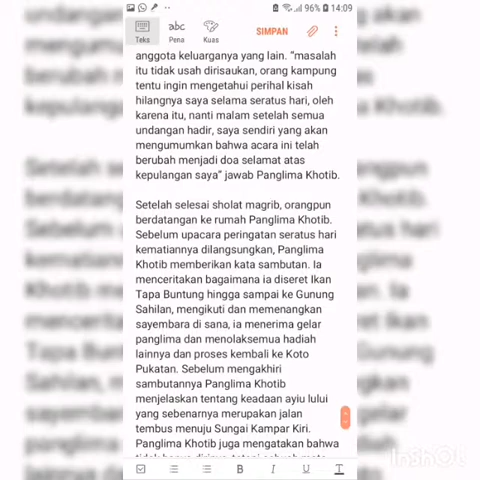 96% 14:09
Teks
abc
Pena
Kuas
SIMPAN
anggota keluarganya yang lain. "masalah
itu tidak usah dirisaukan, orang kampung
tentu ingin mengetahui perihal kisah
hilangnya saya selama seratus hari, oleh
karena itu, nanti malam setelah semua
undangan hadir, saya sendiri yang akan
mengumumkan bahwa acara ini telah
berubah menjadi doa selamat atas
kepulangan saya" jawab Panglima Khotib.
Setelah selesai sholat magrib, orangpun
berdatangan ke rumah Panglima Khotib.
Sebelum upacara peringatan seratus hari
kematiannya dilangsungkan, Panglima
Khotib memberikan kata sambutan. Ia
menceritakan bagaimana ia diseret Ikan
Tapa Buntung hingga sampai ke Gunung
Sahilan, mengikuti dan memenangkan
sayembara di sana, ia menerima gelar
panglima dan menolaksemua hadiah
lainnya dan proses kembali ke Koto
Pukatan. Sebelum mengakhiri
sambutannya Panglima Khotib
menjelaskan tentang keadaan ayiu lului
yang sebenarnya merupakan jalan
tembus menuju Sungai Kampar Kiri.
Panglima Khotib juga mengatakan bahwa
B I U T
InShOt